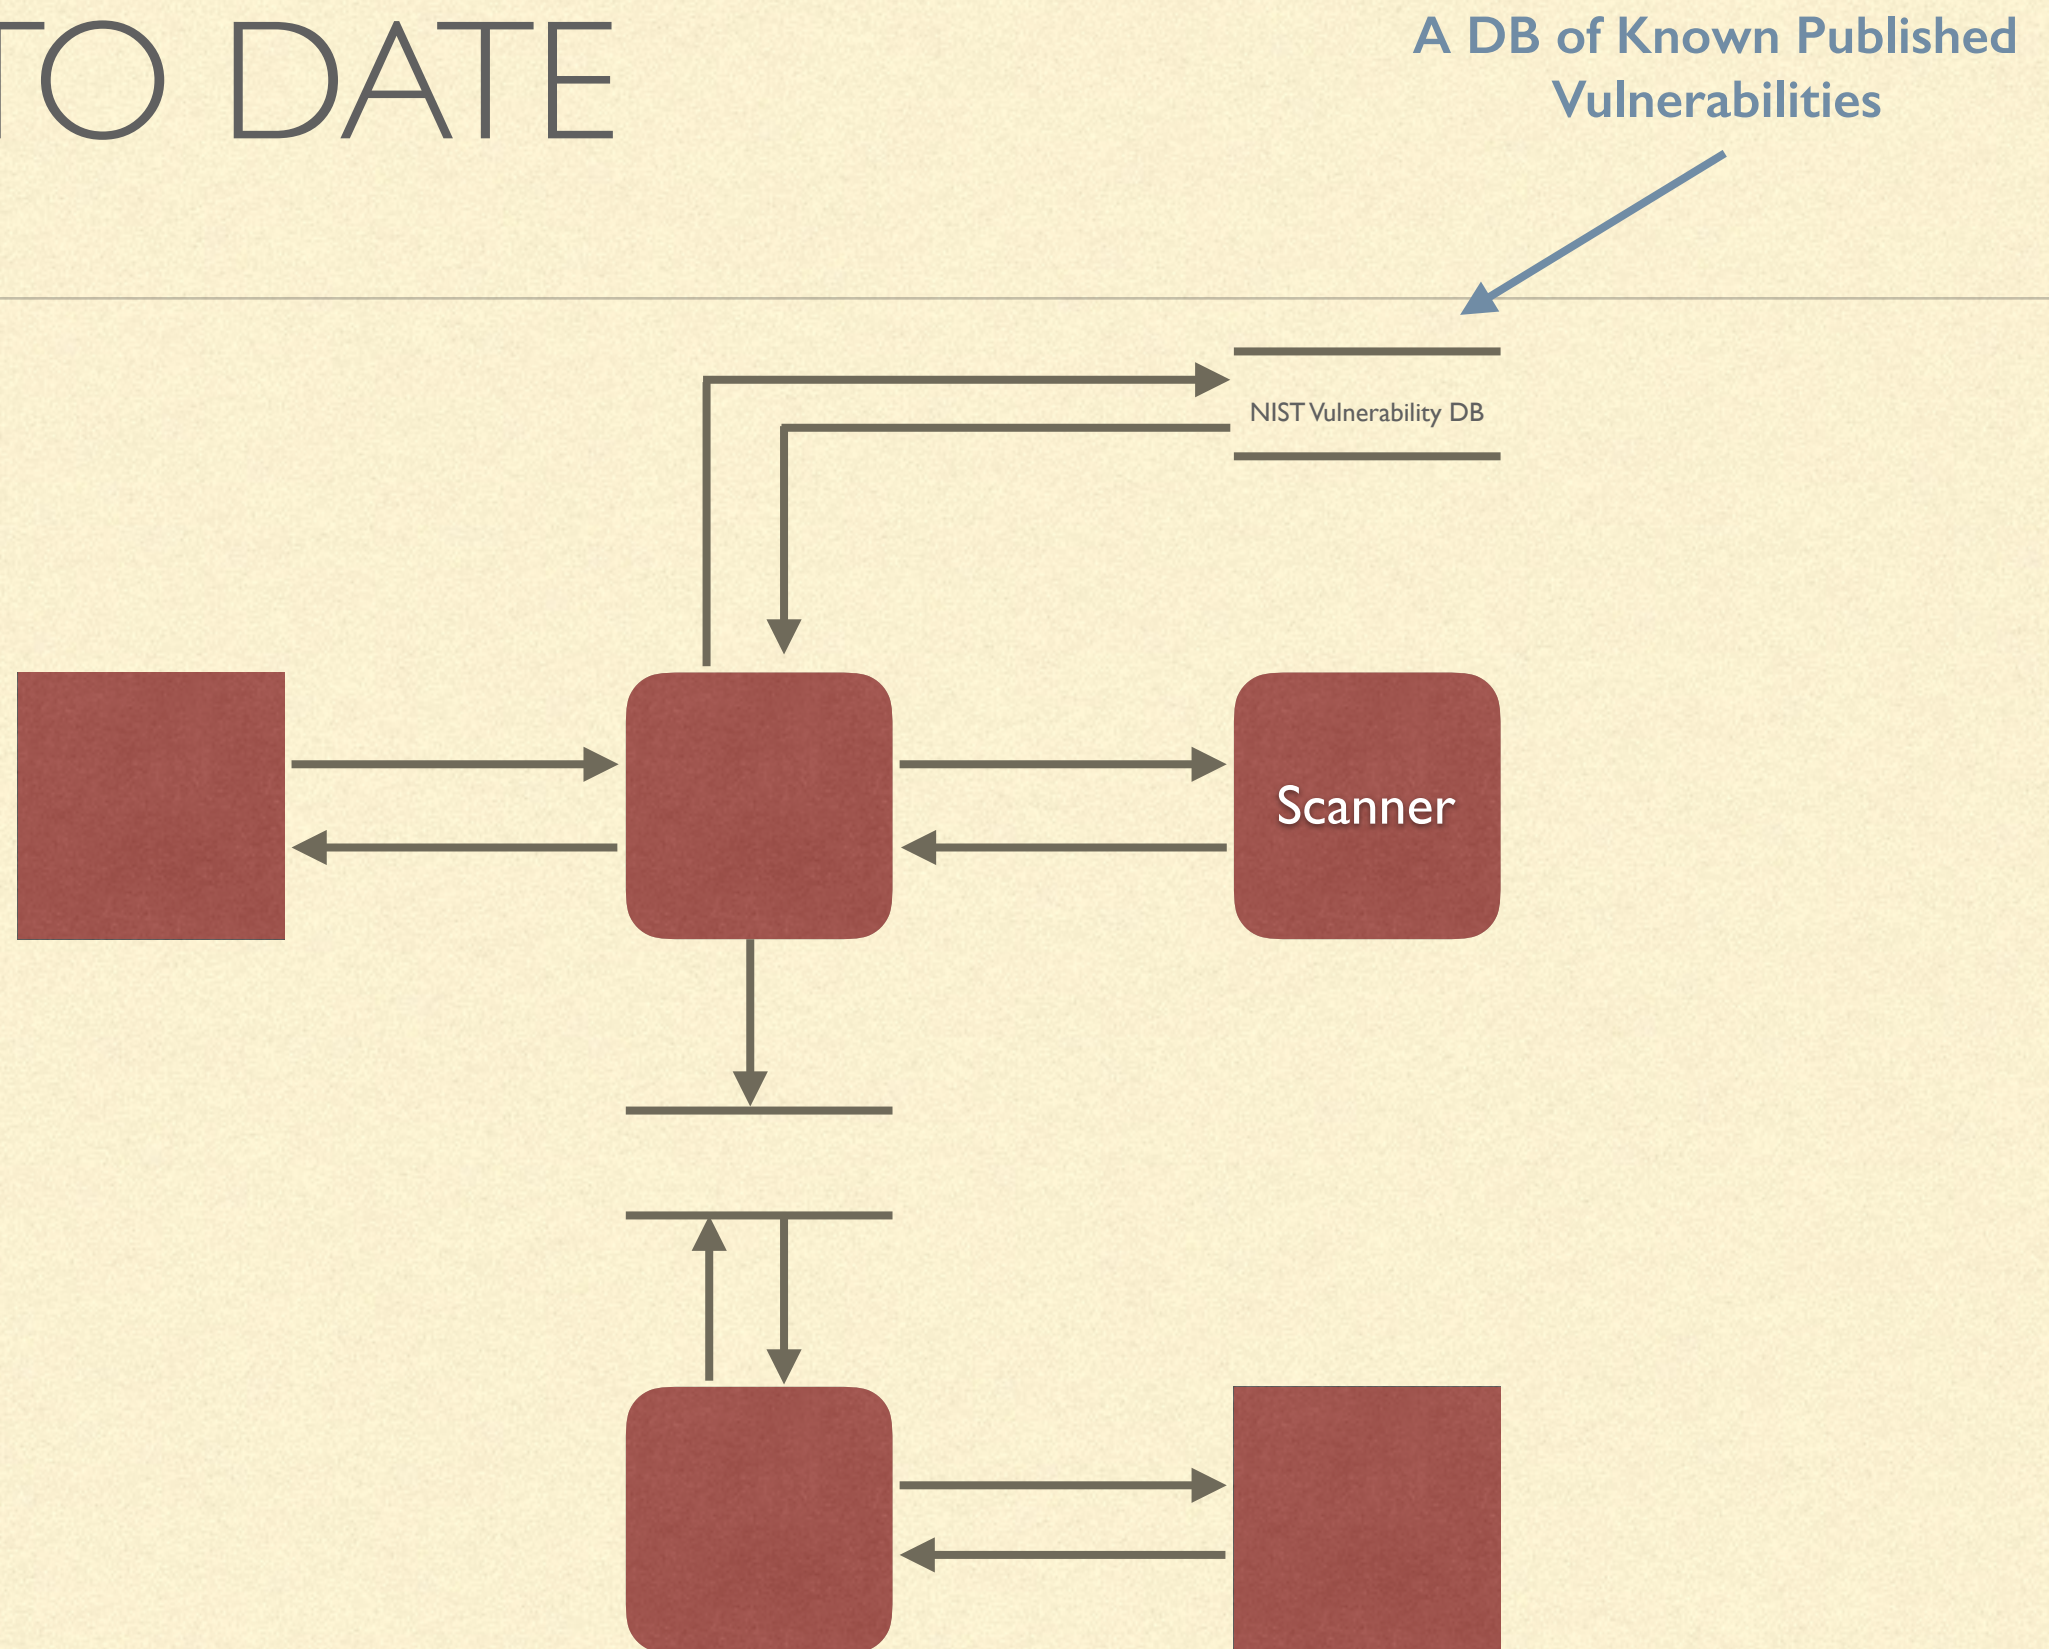 TO DATE
A DB of Known Published
Vulnerabilities
NIST Vulnerability DB
Scanner